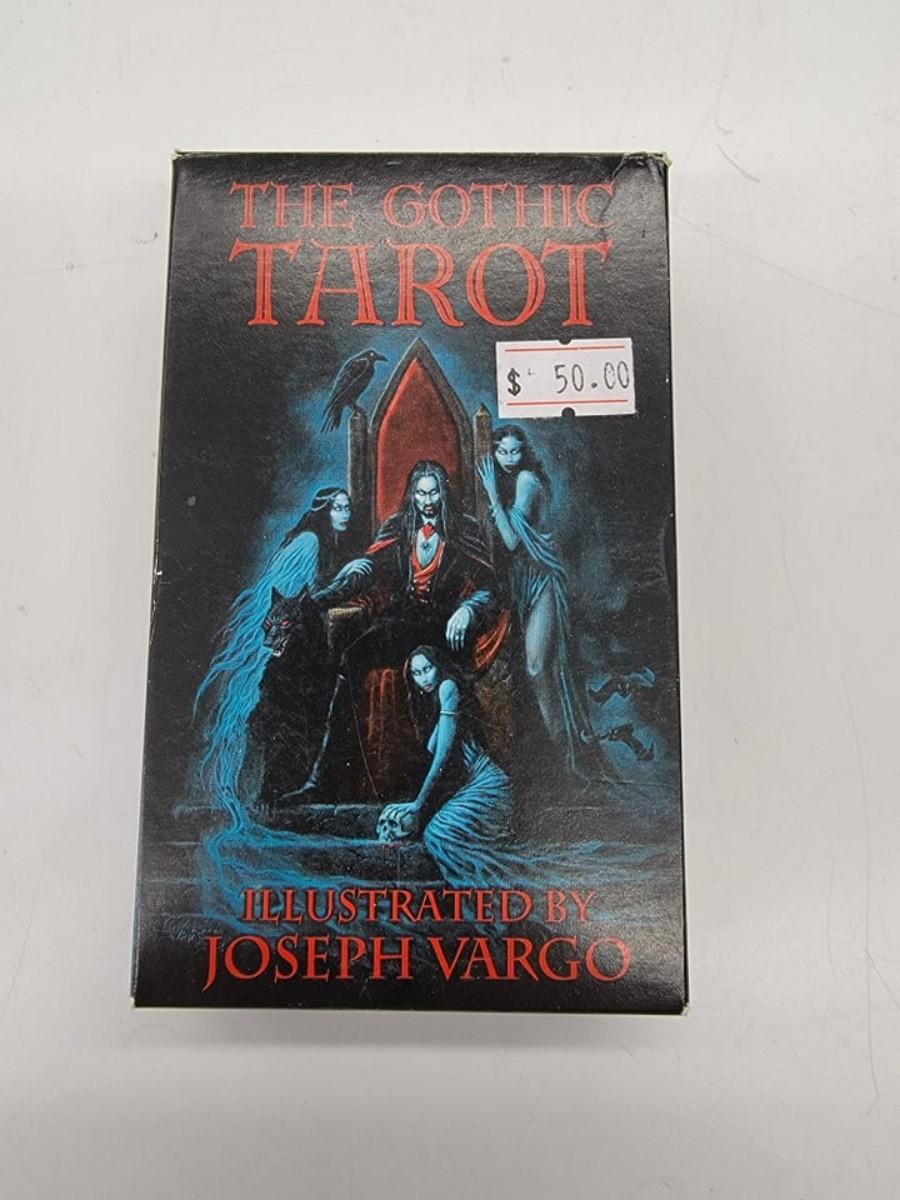 THE GOTHIC
TAROT
$ 50.00
ILLUSTRATED BY
JOSEPH VARGO